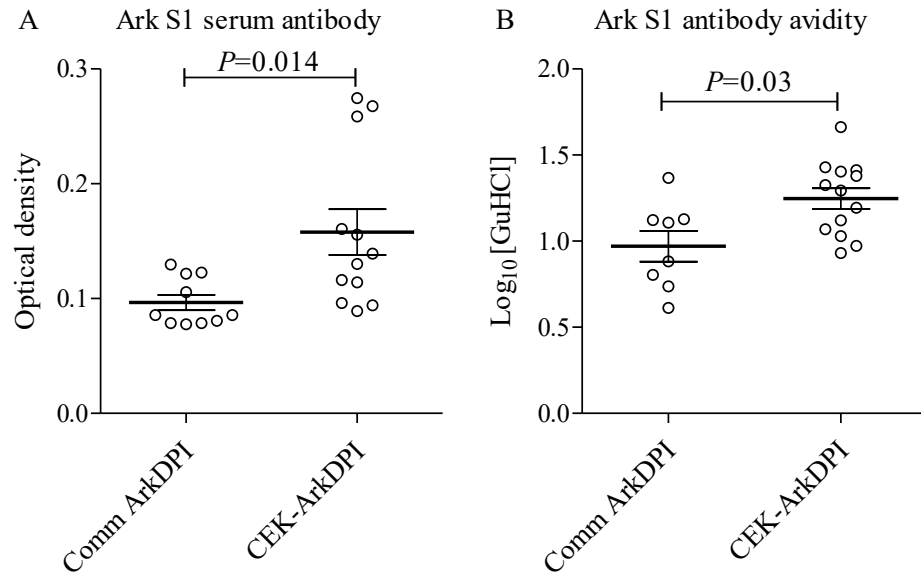 A Ark S1 serum antibody
P=0.014
0.3
0.2
0.1
0.0
Optical density
Comm ArkDPI
CEK-ArkDPI
B Ark S1 antibody avidity
P=0.03
2.0
1.5
1.0
0.5
0.0
Log10 [GuHCl]
Comm ArkDPI
CEK-ArkDPI